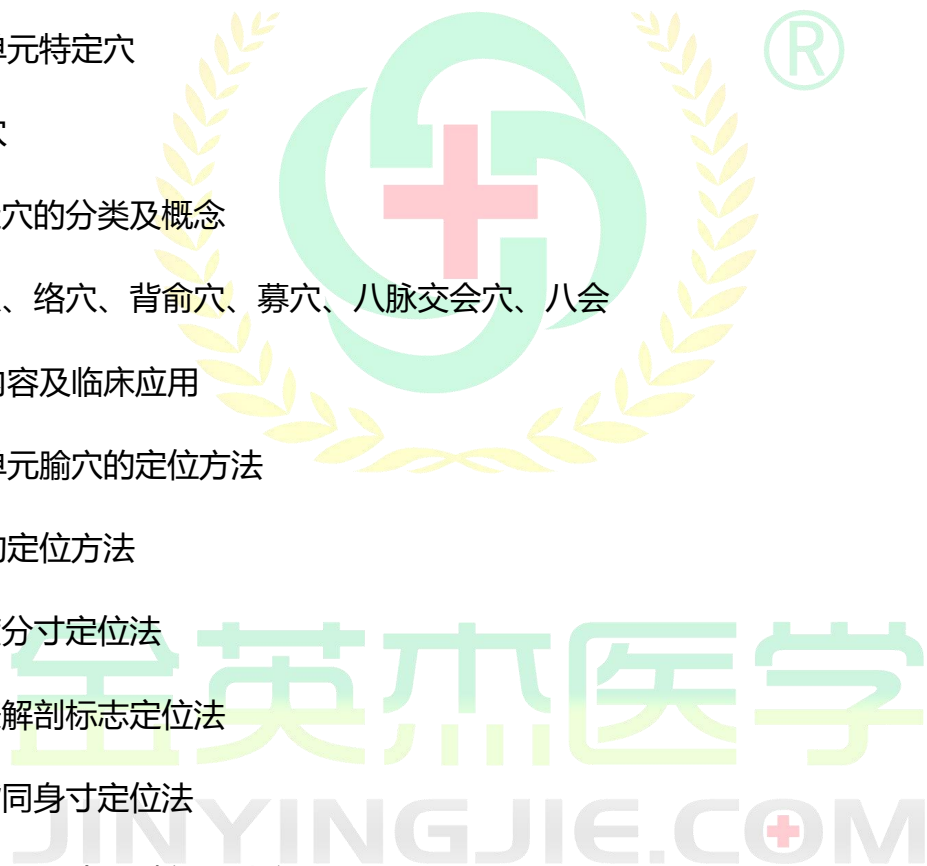 单元特定穴
穴
穴的分类及概念
、络穴、背俞穴、募穴、八脉交会穴、八会
内容及临床应用
单元腧穴的定位方法
的定位方法
分寸定位法
解剖标志定位法
同身寸定位法
金英杰医学
JINYINGJIE.COM
®